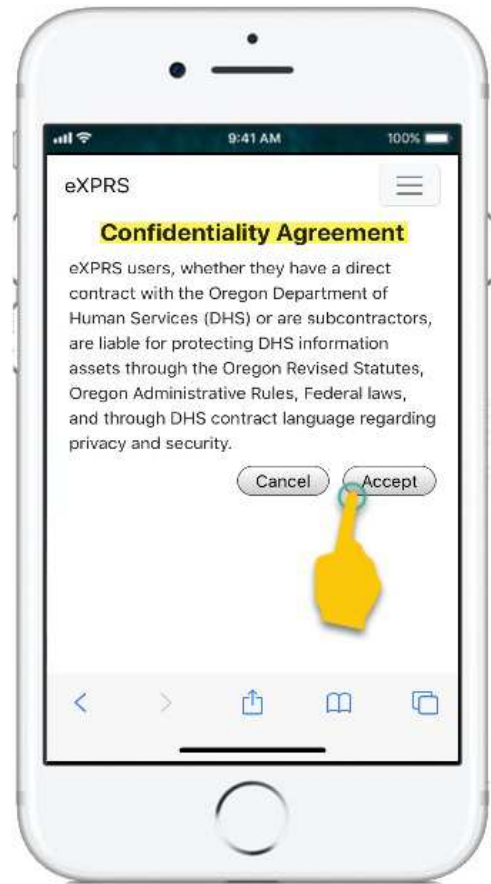 9:41 AM 100%
eXPRS
Confidentiality Agreement
eXPRS users, whether they have a direct
contract with the Oregon Department of
Human Services (DHS) or are subcontractors,
are liable for protecting DHS information
assets through the Oregon Revised Statutes,
Oregon Administrative Rules, Federal laws,
and through DHS contract language regarding
privacy and security.
Cancel Accept